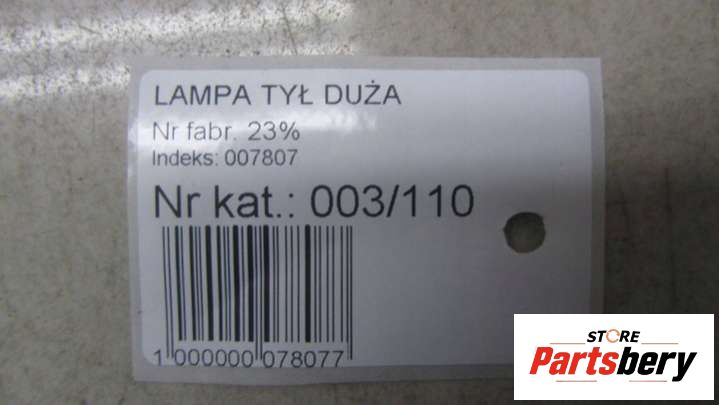 LAMPA TYŁ DUŻA
Nr fabr. 23%
Indeks: 007807
Nr kat.: 003/110
1 000000 078077
STORE
Partsbery